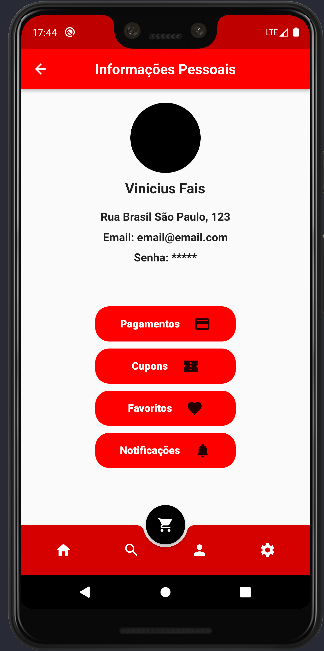 17:44
LTE
Informações Pessoais
Vinicius Fais
Rua Brasil São Paulo, 123
Email: email@email.com
Senha: *****
Pagamentos
Cupons
Favoritos
Notificações